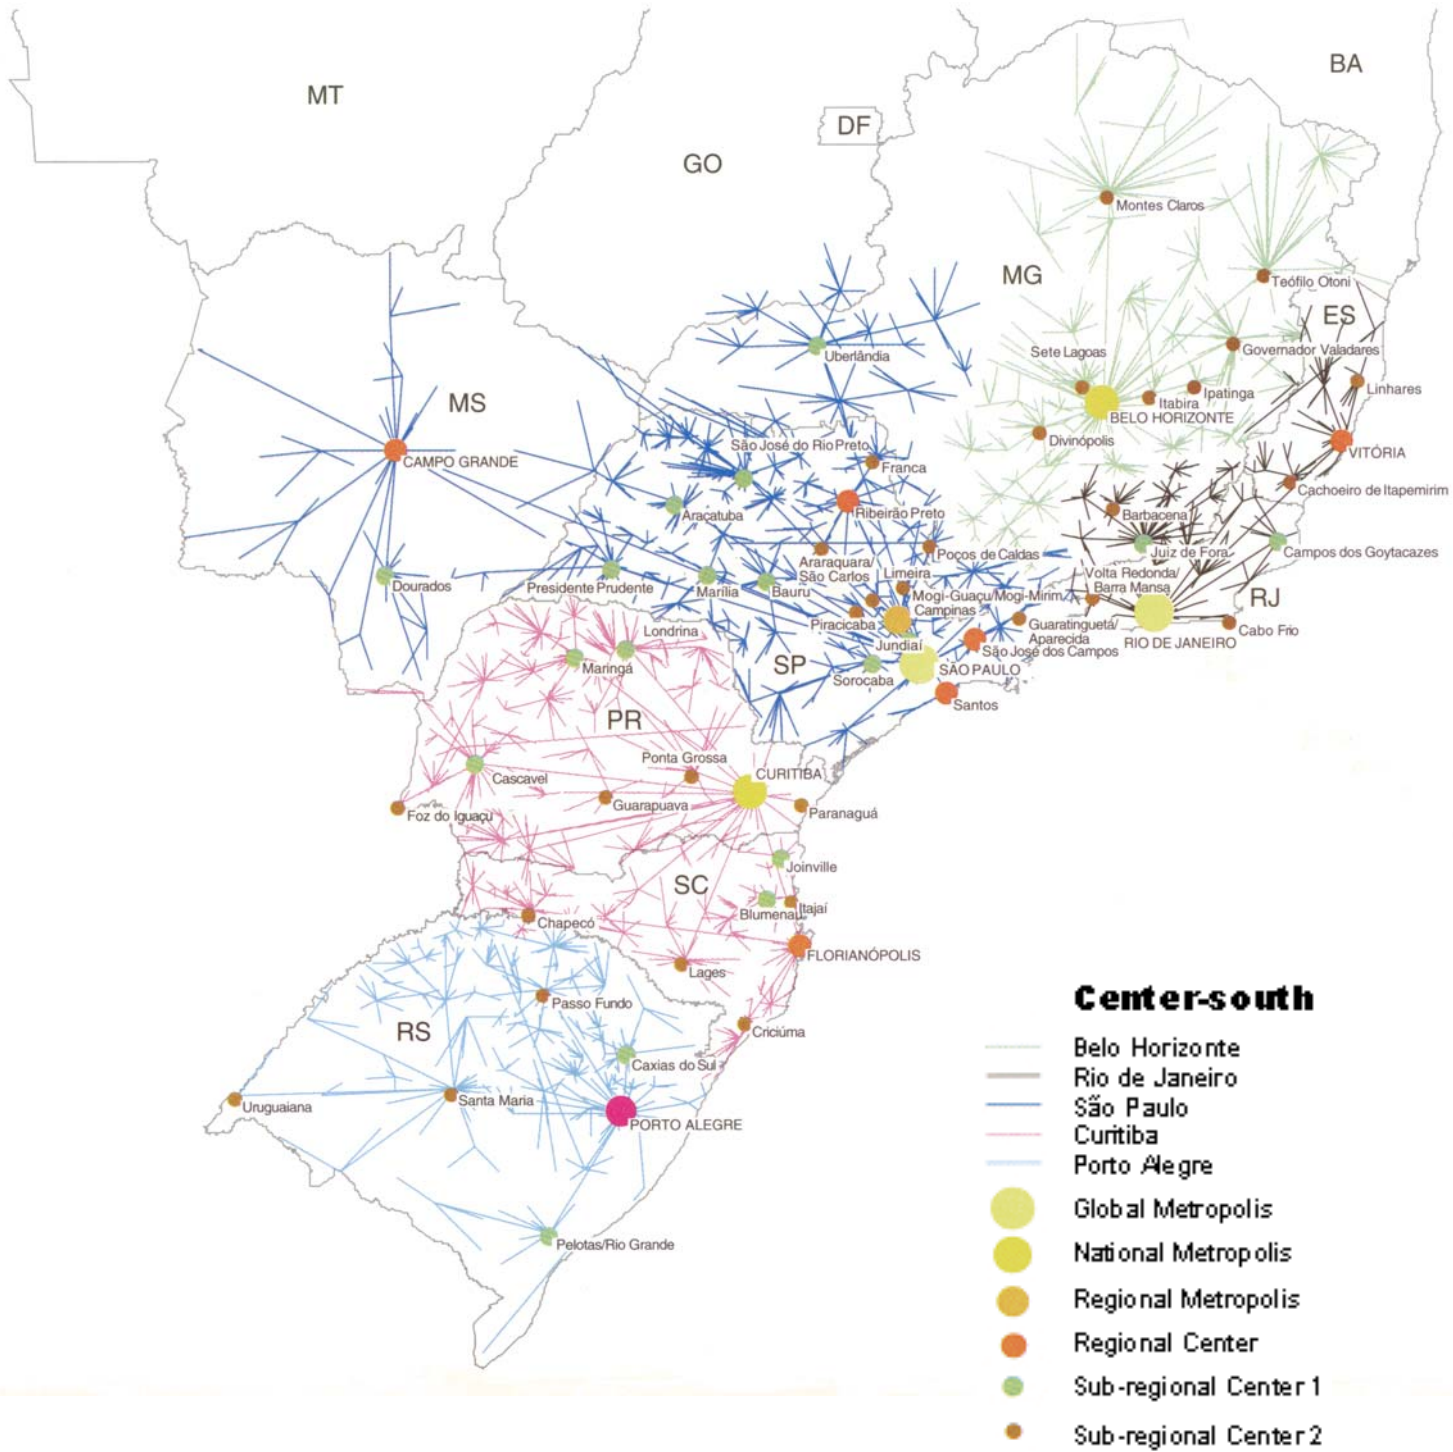 BA
MT
DF
GO
Montes Claros
MG
Teófilo Otoni
ES
Uberlândia
Sete Lagoas
Governador Valadares
Ipatinga
Linhares
Itabira
MS
BELO HORIZONTE
São José do Rio Preto
Divinópolis
VITÓRIA
CAMPO GRANDE
Franca
Cachoeiro de Itapemirim
Araçatuba
Ribeirão Preto
Barbacena
Poços de Caldas
Juiz de Fora
Campos dos Goytacazes
Araraquara/
São Carlos
Limeira
Volta Redonda/
Barra Mansa
Dourados
Presidente Prudente
Marília
Bauru
Mogi-Guaçu/Mogi-Mirim
RJ
Campinas
Piracicaba
Guaratinguetá/
Aparecida
Cabo Frio
Londrina
Jundiaí
São José dos Campos
RIO DE JANEIRO
Maringá
SP
Sorocaba
SÃO PAULO
Santos
PR
Ponta Grossa
CURITIBA
Cascavel
Guarapuava
Paranaguá
Foz do Iguaçu
Joinville
SC
Blumenau
Itajaí
Chapecó
FLORIANÓPOLIS
Lages
Passo Fundo
RS
Criciúma
Caxias do Sul
Uruguaiana
Santa Maria
PORTO ALEGRE
Pelotas/Rio Grande
Center-south
Belo Horizonte
Rio de Janeiro
São Paulo
Curitiba
Porto Alegre
Global Metropolis
National Metropolis
Regional Metropolis
Regional Center
Sub-regional Center 1
Sub-regional Center 2